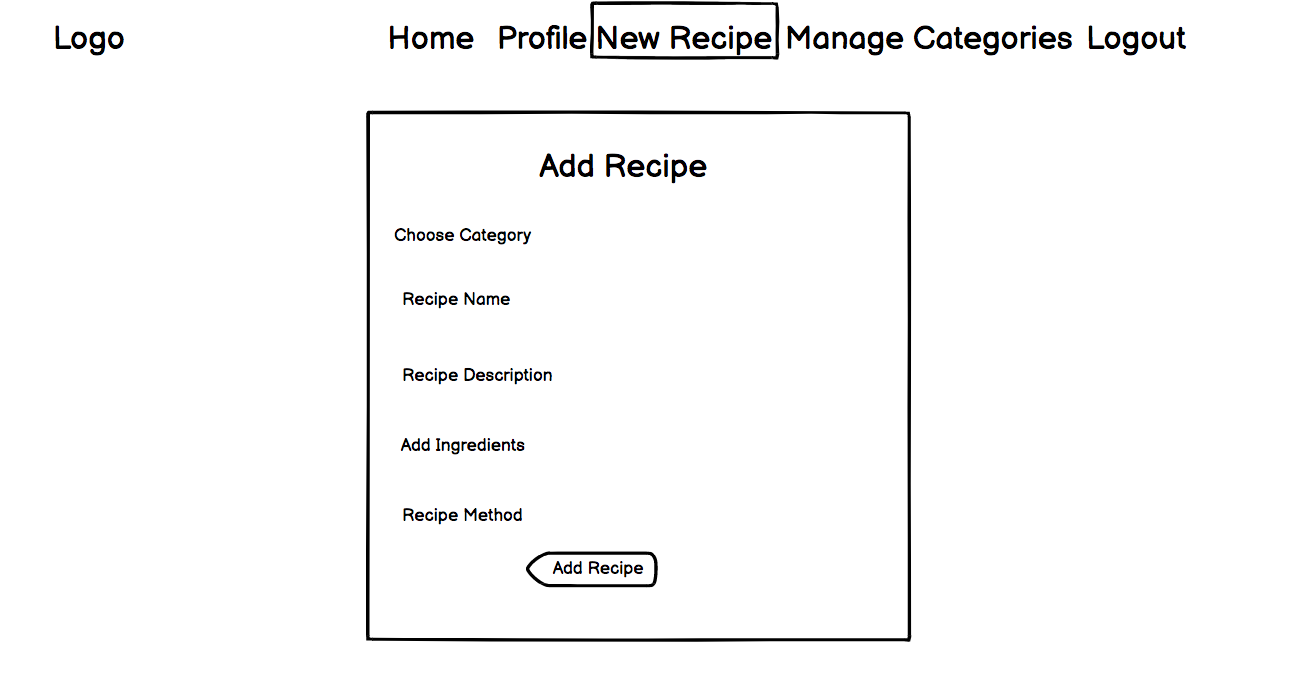 Logo Home Profile New Recipe Manage Categories Logout
Add Recipe
Choose Category
Recipe Name
Recipe Description
Add Ingredients
Recipe Method
Add Recipe